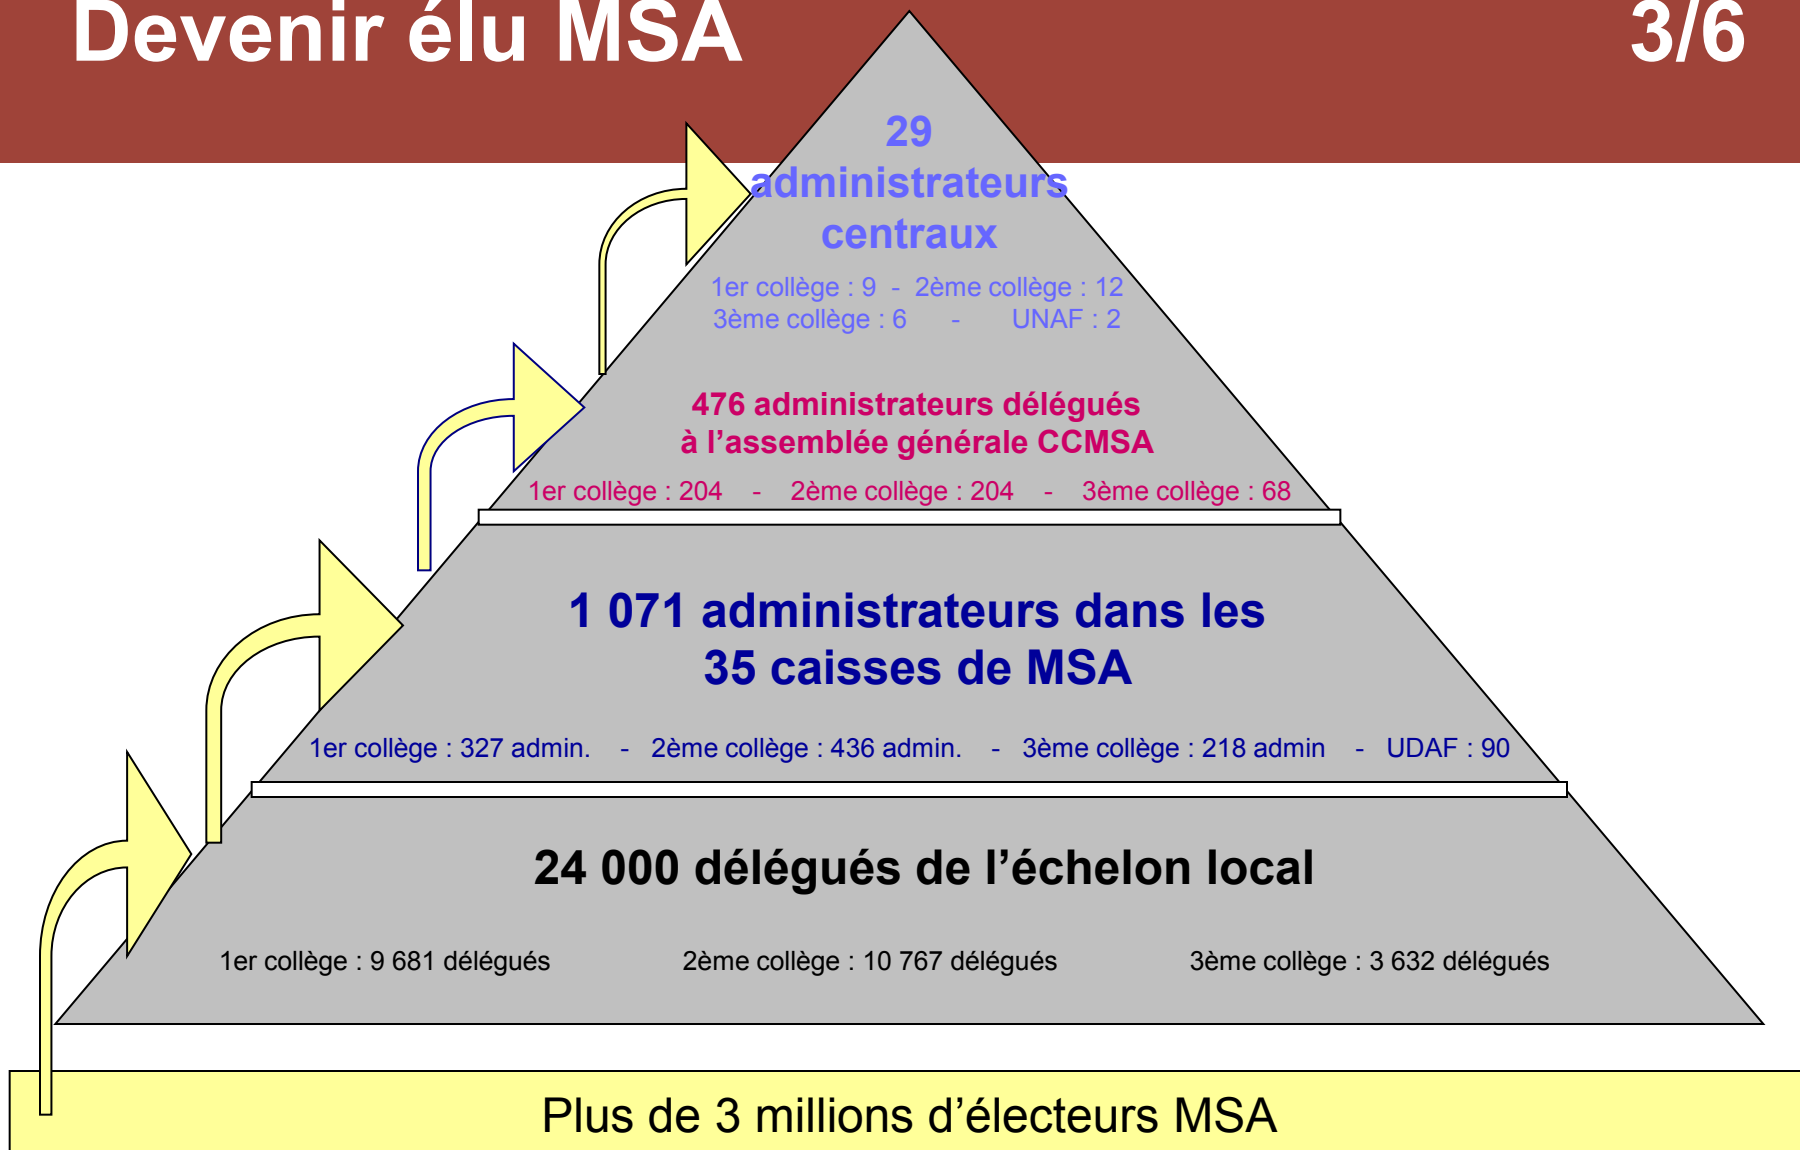 Devenir élu MSA 3/6
29
administrateurs
centraux
1er collège : 9 - 2ème collège : 12
3ème collège : 6 - UNAF : 2
476 administrateurs délégués
à l’assemblée générale CCMSA
1er collège : 204 - 2ème collège : 204 - 3ème collège : 68
1 071 administrateurs dans les
35 caisses de MSA
1er collège : 327 admin. - 2ème collège : 436 admin. - 3ème collège : 218 admin - UDAF : 90
24 000 délégués de l’échelon local
1er collège : 9 681 délégués 2ème collège : 10 767 délégués 3ème collège : 3 632 délégués
Plus de 3 millions d’électeurs MSA